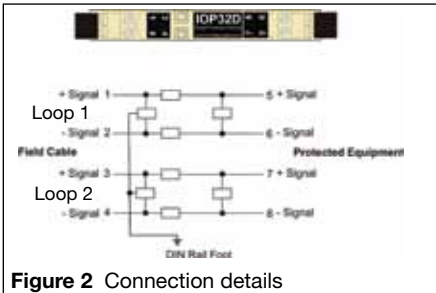 IOP32D
+ Signal 1
5 + Signal
Loop 1
- Signal 2
6 - Signal
Field Cable
Protected Equipment
+ Signal 3
7 + Signal
Loop 2
- Signal 4
8 - Signal
DIN Rail Foot
Figure 2 Connection details